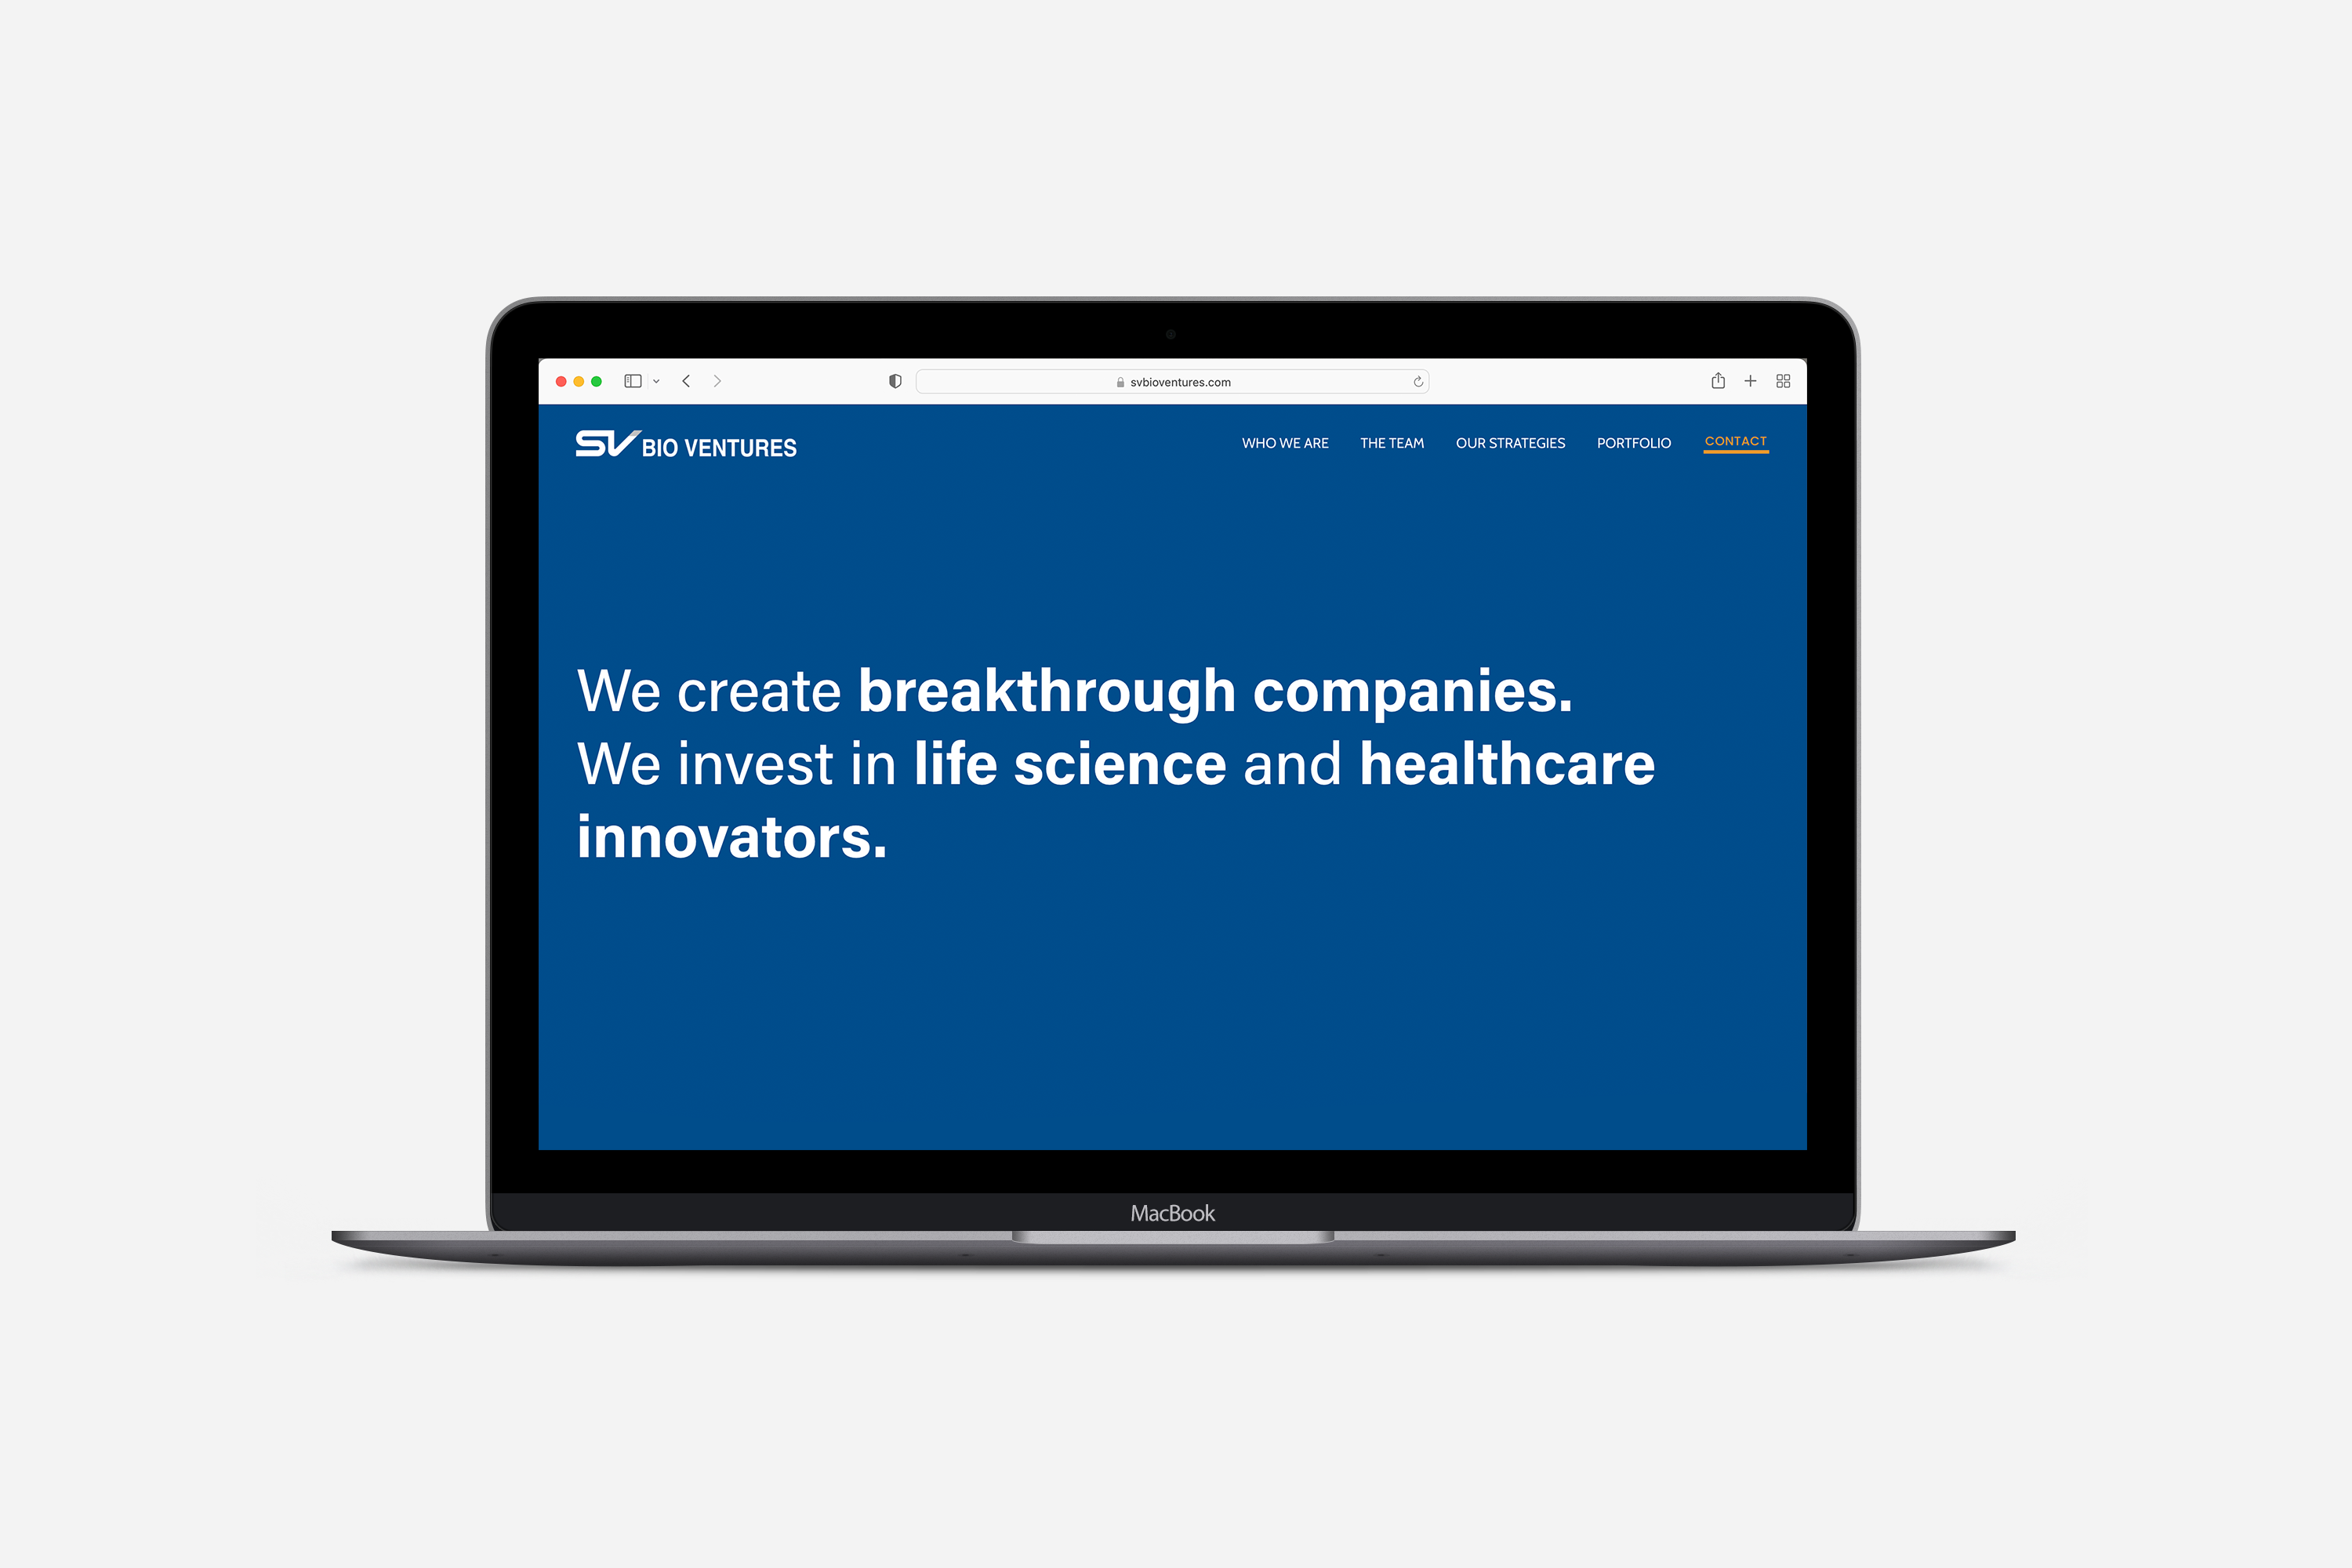 svbioventures.com
SV BIO VENTURES
WHO WE ARE THE TEAM OUR STRATEGIES PORTFOLIO CONTACT
We create breakthrough companies.
We invest in life science and healthcare
innovators.
MacBook